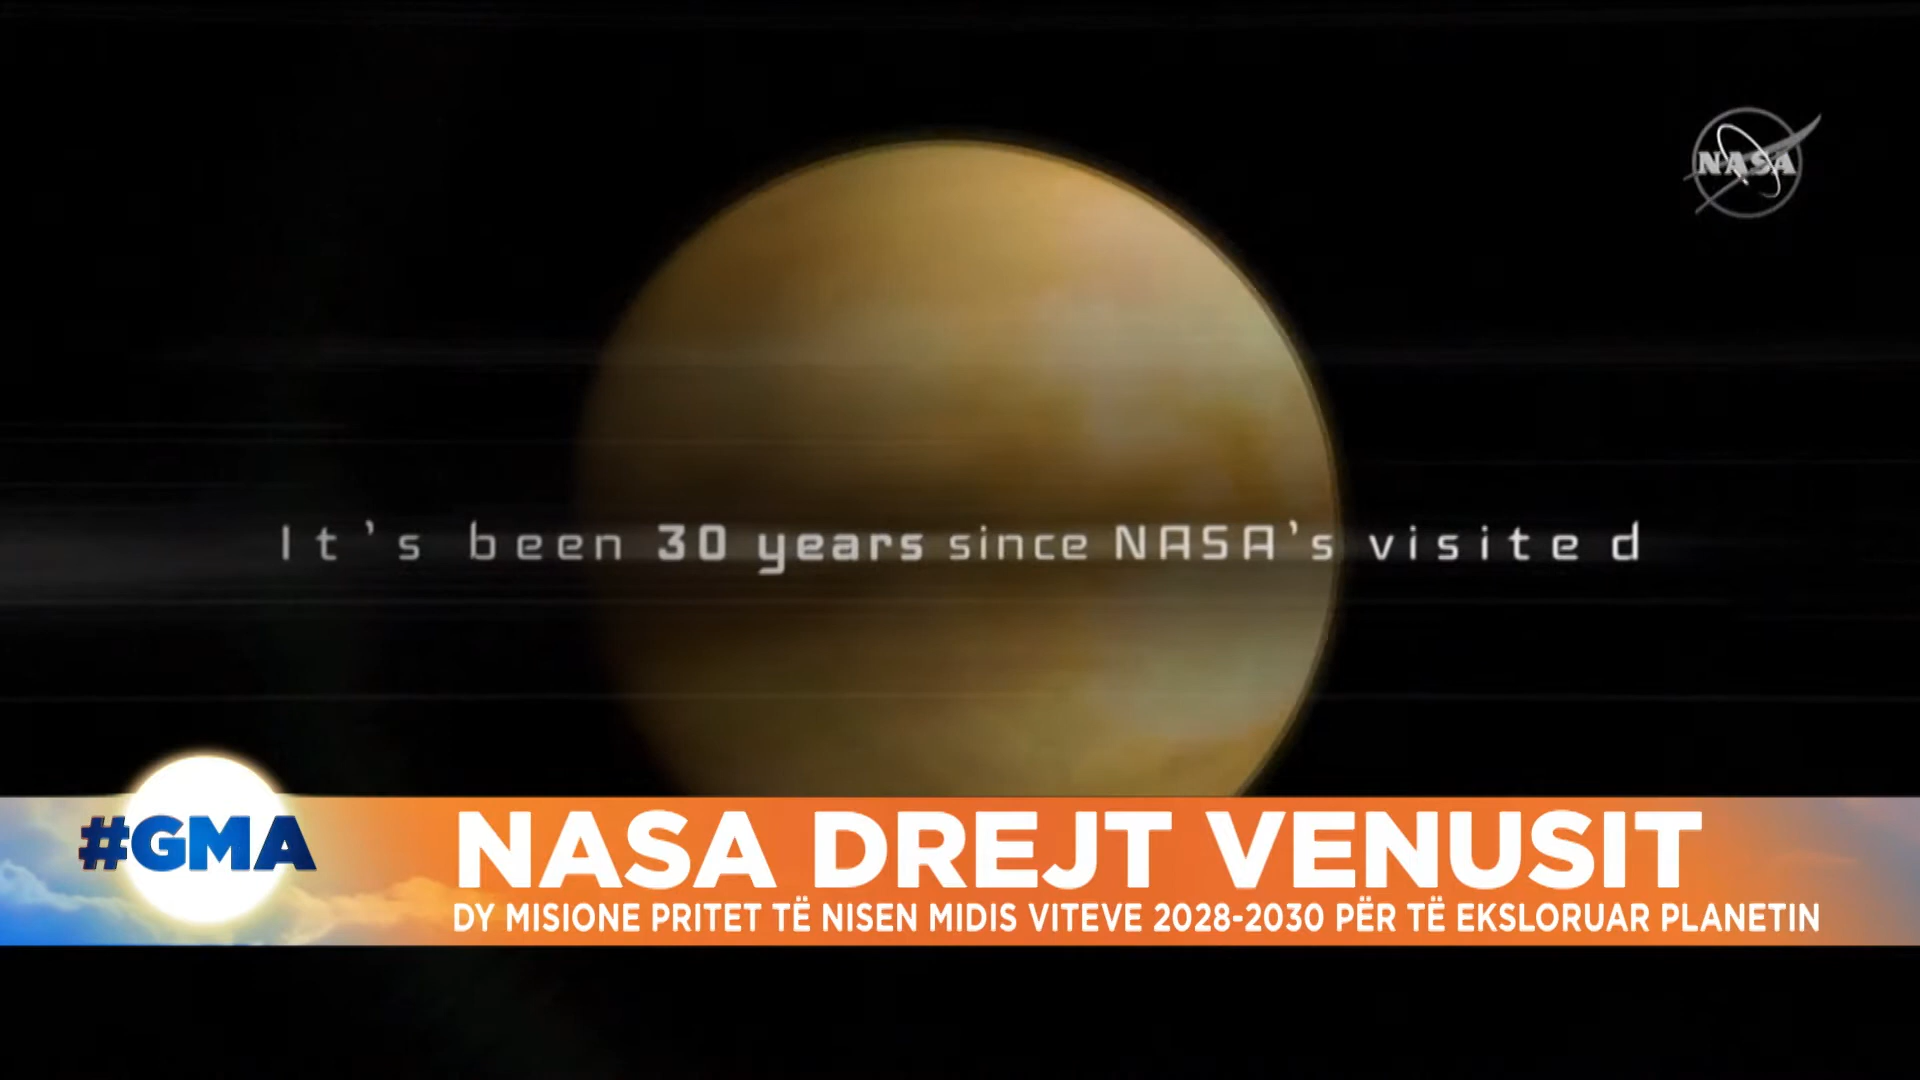 NASA
It's been 30 years since NASA's visited
#GMA
NASA DREJT VENUSIT
DY MISIONE PRITET TË NISEN MIDIS VITEVE 2028-2030 PËR TË EKSLORUAR PLANETIN